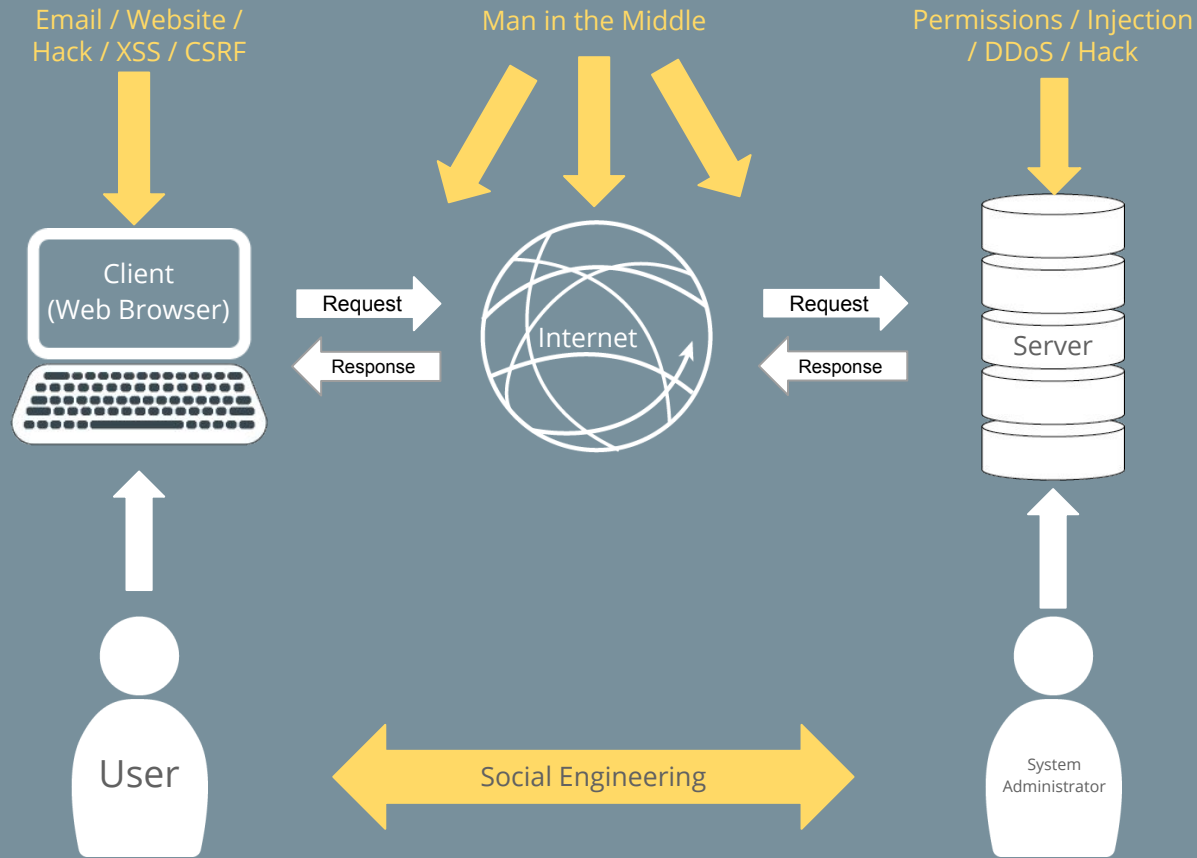 Email / Website /
Hack / XSS / CSRF
Man in the Middle
Permissions / Injection
/ DDoS / Hack
Client
(Web Browser)
Request
Response
Internet
Request
Response
Server
User
Social Engineering
System
Administrator